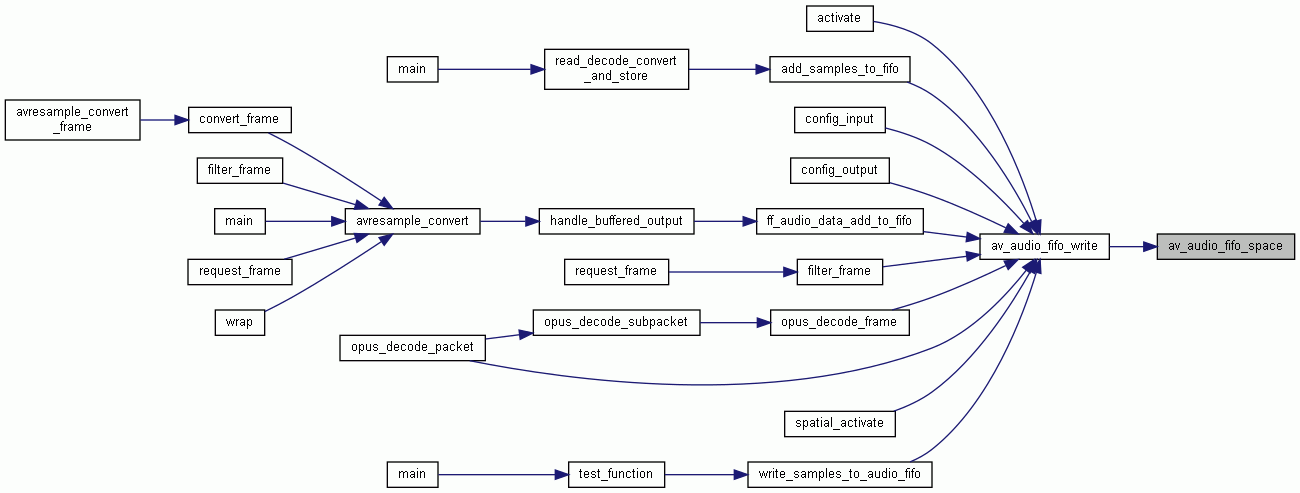 activate
main
read_decode_convert
_and_store
add_samples_to_fifo
avresample_convert
_frame
convert_frame
config_input
filter_frame
config_output
main
avresample_convert
handle_buffered_output
ff_audio_data_add_to_fifo
av_audio_fifo_write
av_audio_fifo_space
request_frame
request_frame
filter_frame
wrap
opus_decode_packet
opus_decode_subpacket
opus_decode_frame
spatial_activate
main
test_function
write_samples_to_audio_fifo